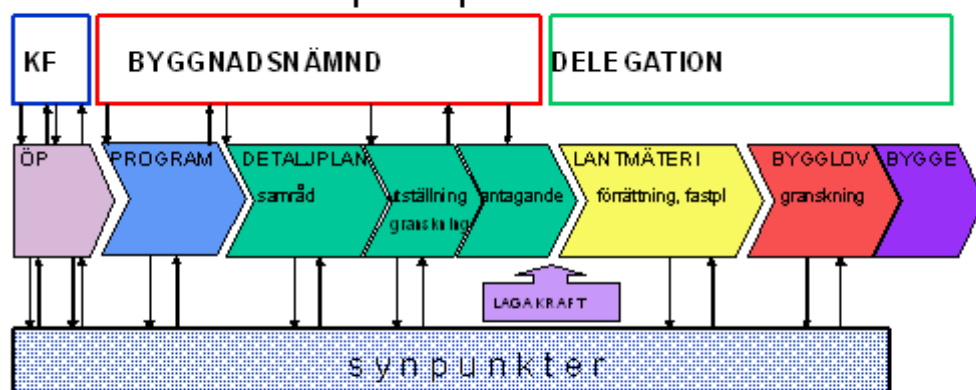 KF
BYGGNADSNÄMND
DELEGATION
ÖP
PROGRAM
DETALJPLAN
samråd
utställning
granskning
antagande
LANTMÄTERI
förrättning, fastpl
BYGGLOV
granskning
BYGGE
LAGAKRAFT
synpunkter